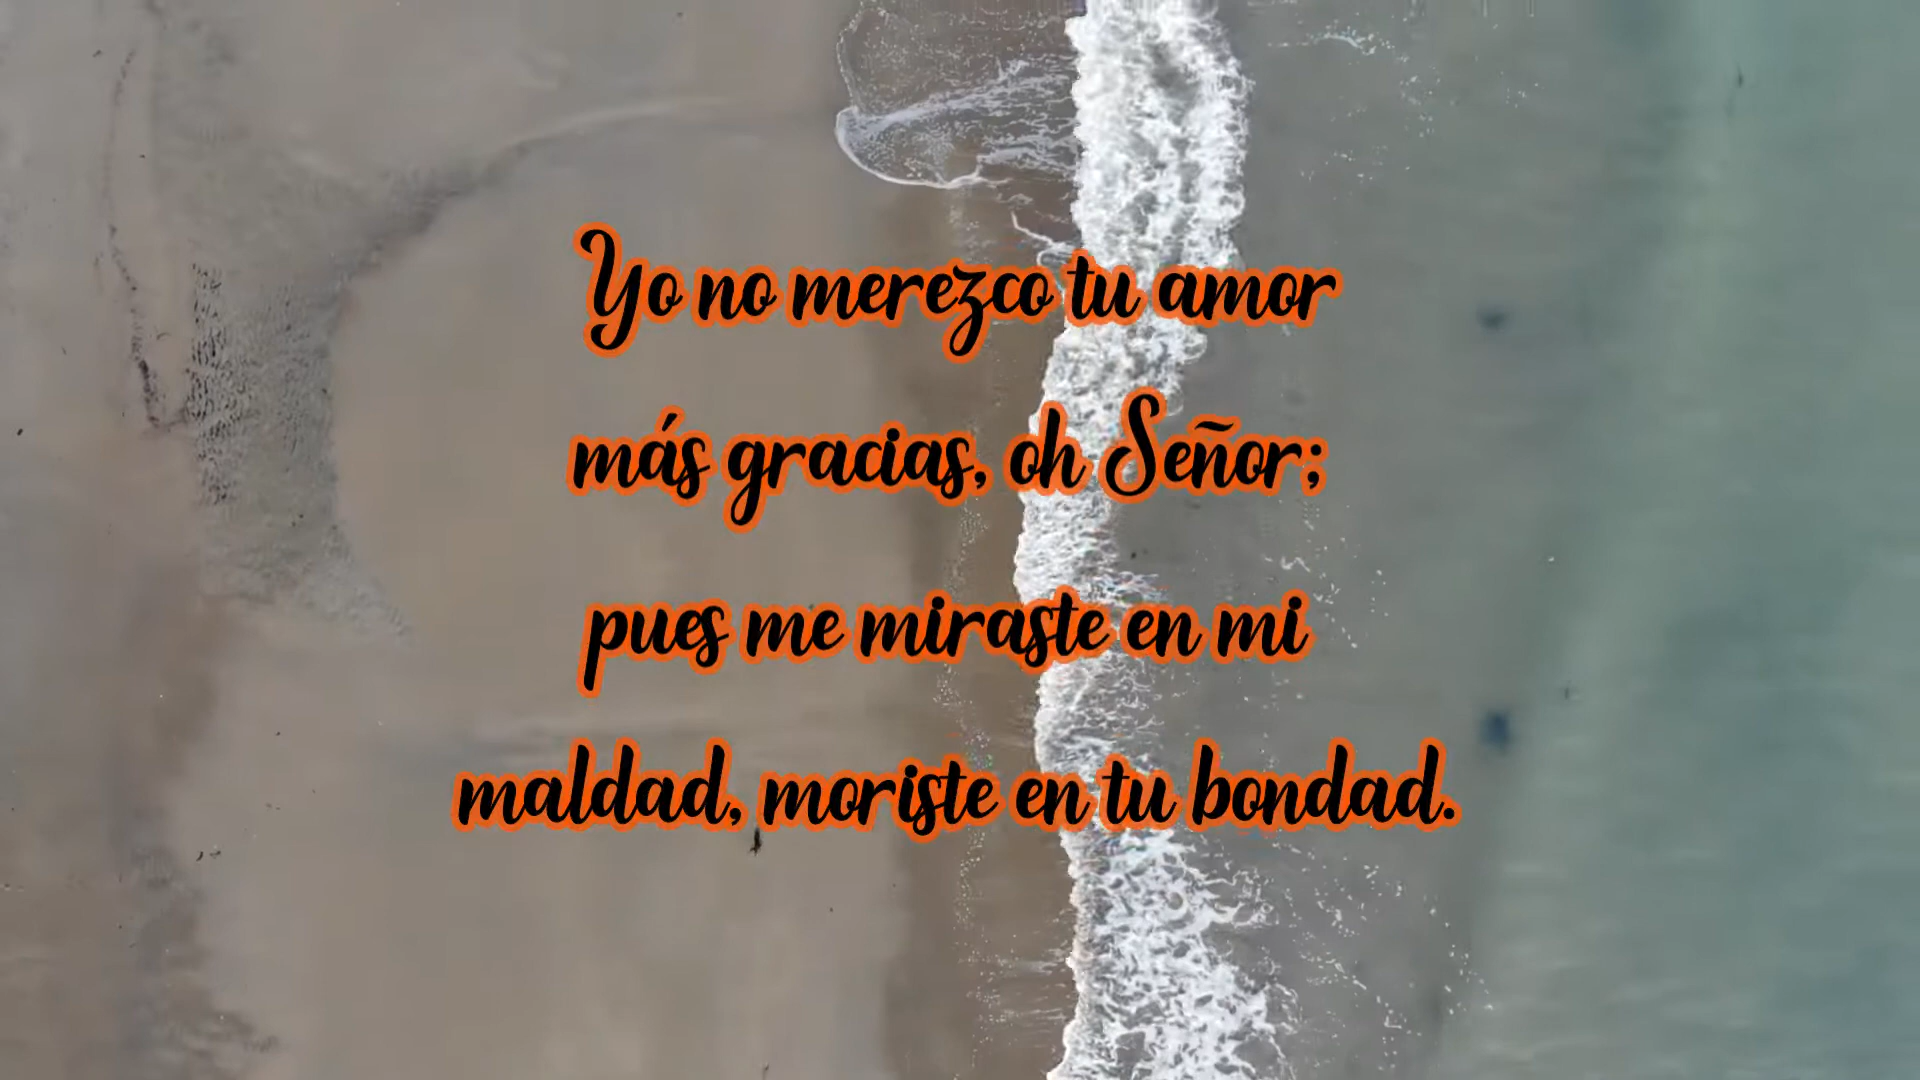 Yo no merezco tu amor
más gracias, oh Señor;
pues me miraste en mi
maldad, moriste en tu bondad.